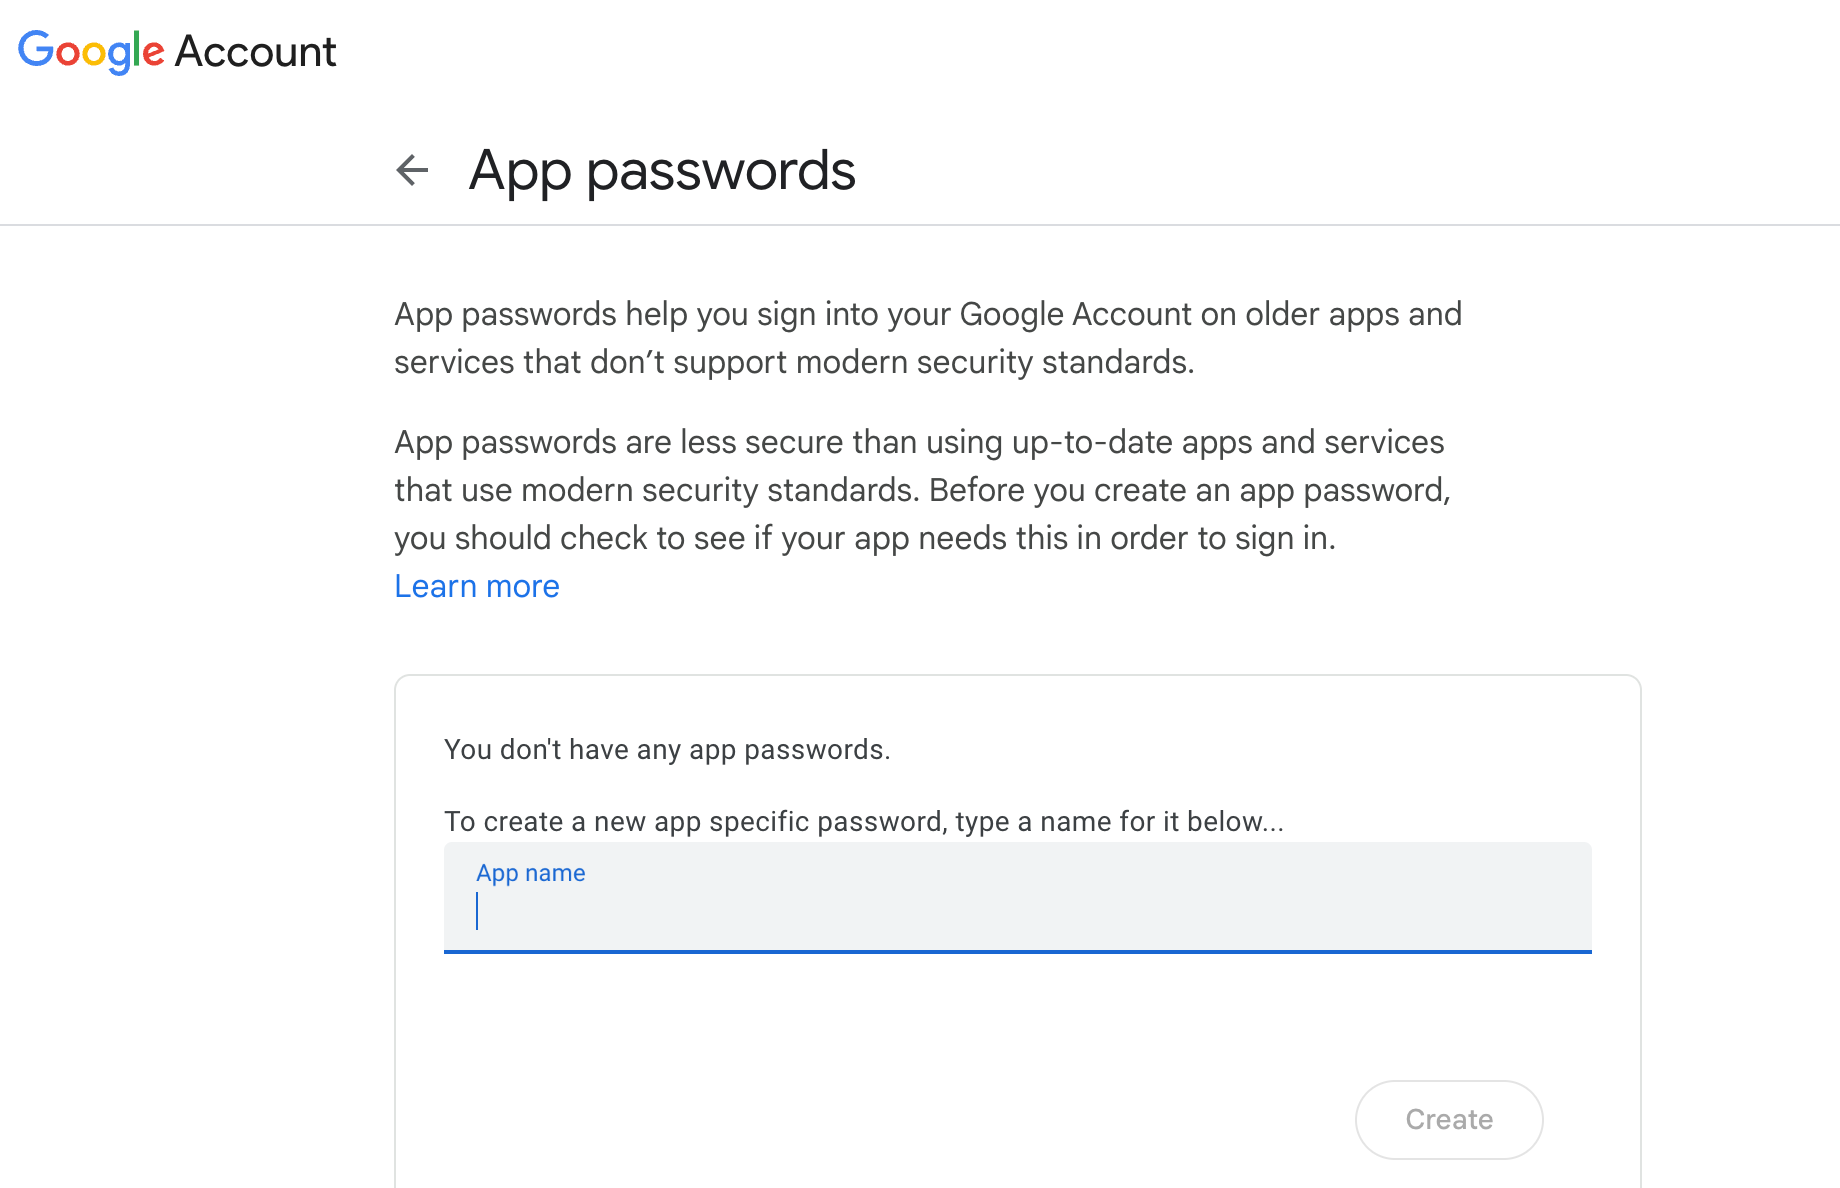 Google Account
App passwords
App passwords help you sign into your Google Account on older apps and
services that don’t support modern security standards.
App passwords are less secure than using up-to-date apps and services
that use modern security standards. Before you create an app password,
you should check to see if your app needs this in order to sign in.
Learn more
You don't have any app passwords.
To create a new app specific password, type a name for it below...
App name
Create